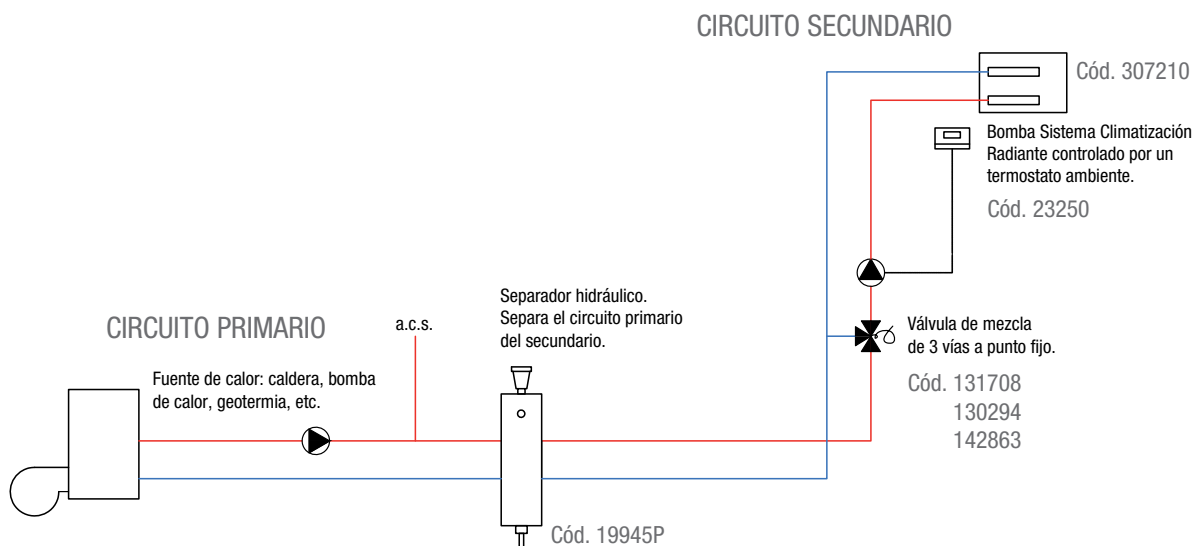 CIRCUITO SECUNDARIO
Cód. 307210
Bomba Sistema Climatización
Radiante controlado por un
termostato ambiente.
Cód. 23250
Separador hidráulico.
Separa el circuito primario
del secundario.
CIRCUITO PRIMARIO
a.c.s.
Válvula de mezcla
de 3 vías a punto fijo.
Fuente de calor: caldera, bomba
de calor, geotermia, etc.
Cód. 131708
130294
142863
Cód. 19945P